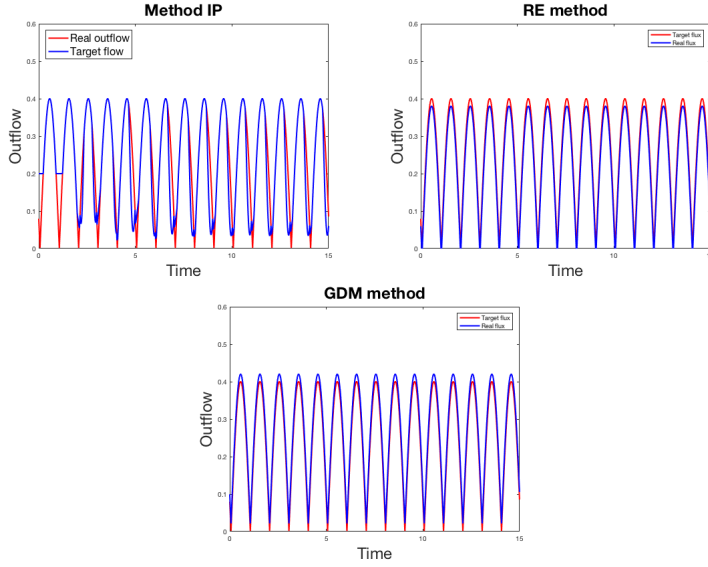 Method IP
Real outflow
Target flow
0.6
0.5
0.4
0.3
0.2
0.1
0
Outflow
0
5
10
15
Time
RE method
Target flux
Real flux
0.6
0.5
0.4
0.3
0.2
0.1
0
Outflow
0
5
10
15
Time
GDM method
Target flux
Real flux
0.6
0.5
0.4
0.3
0.2
0.1
0
Outflow
0
5
10
15
Time